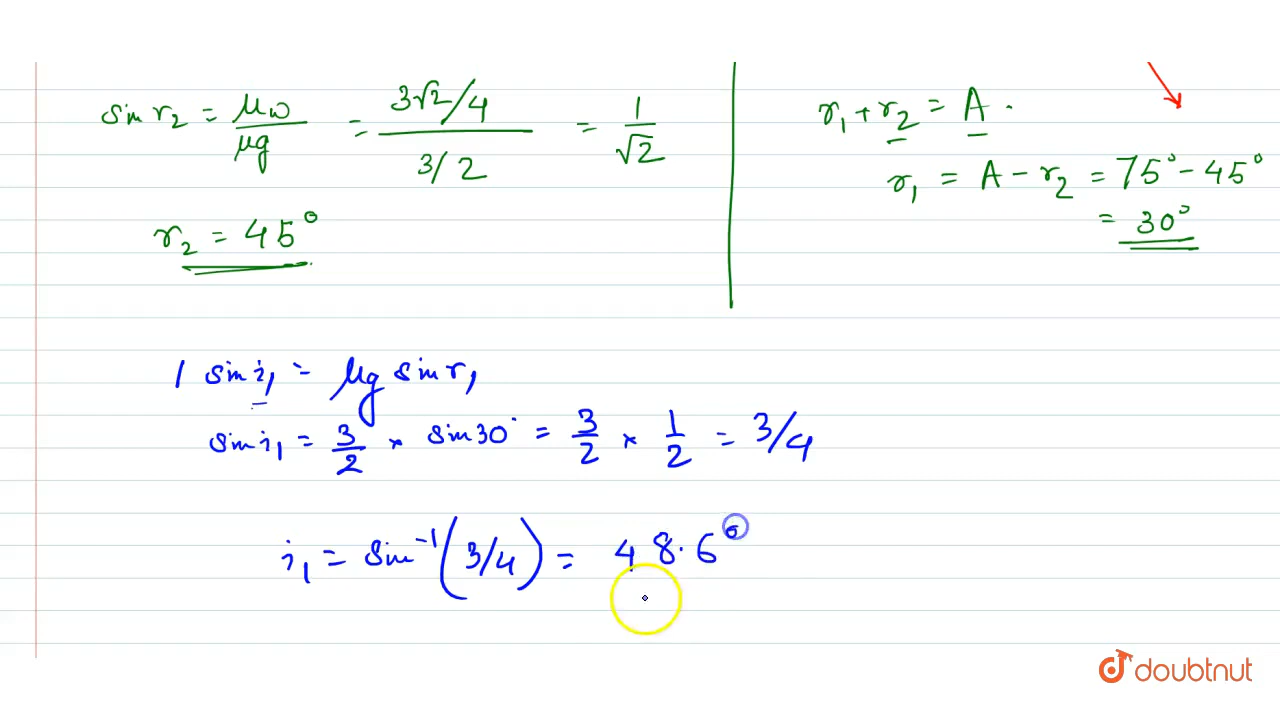 sin r₂ = μw/μg = (3√2/4)/(3/2) = 1/√2
r₂ = 45°
r₁ + r₂ = A .
r₁ = A − r₂ = 75° − 45°
= 30°
1 sin i₁ = μg sin r₁
sin i₁ = 3/2 × sin30° = 3/2 × 1/2 = 3/4
i₁ = sin⁻¹(3/4) = 48.6°
doubtnut